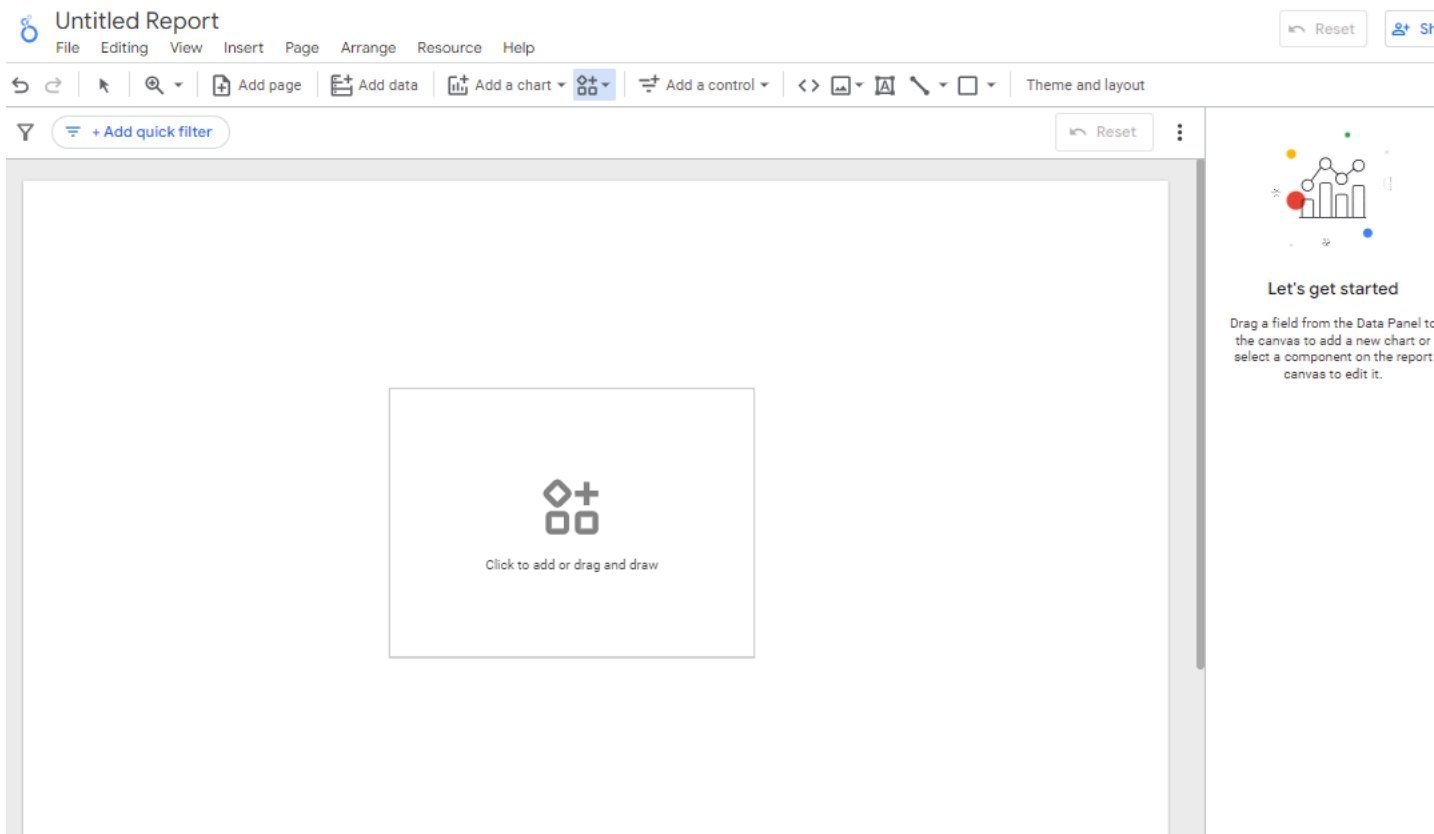 Untitled Report
File Editing View Insert Page Arrange Resource Help
Reset
Sh
Add page Add data Add a chart Add a control Theme and layout
+ Add quick filter
Reset
Let's get started
Drag a field from the Data Panel to
the canvas to add a new chart or
select a component on the report
canvas to edit it.
Click to add or drag and draw